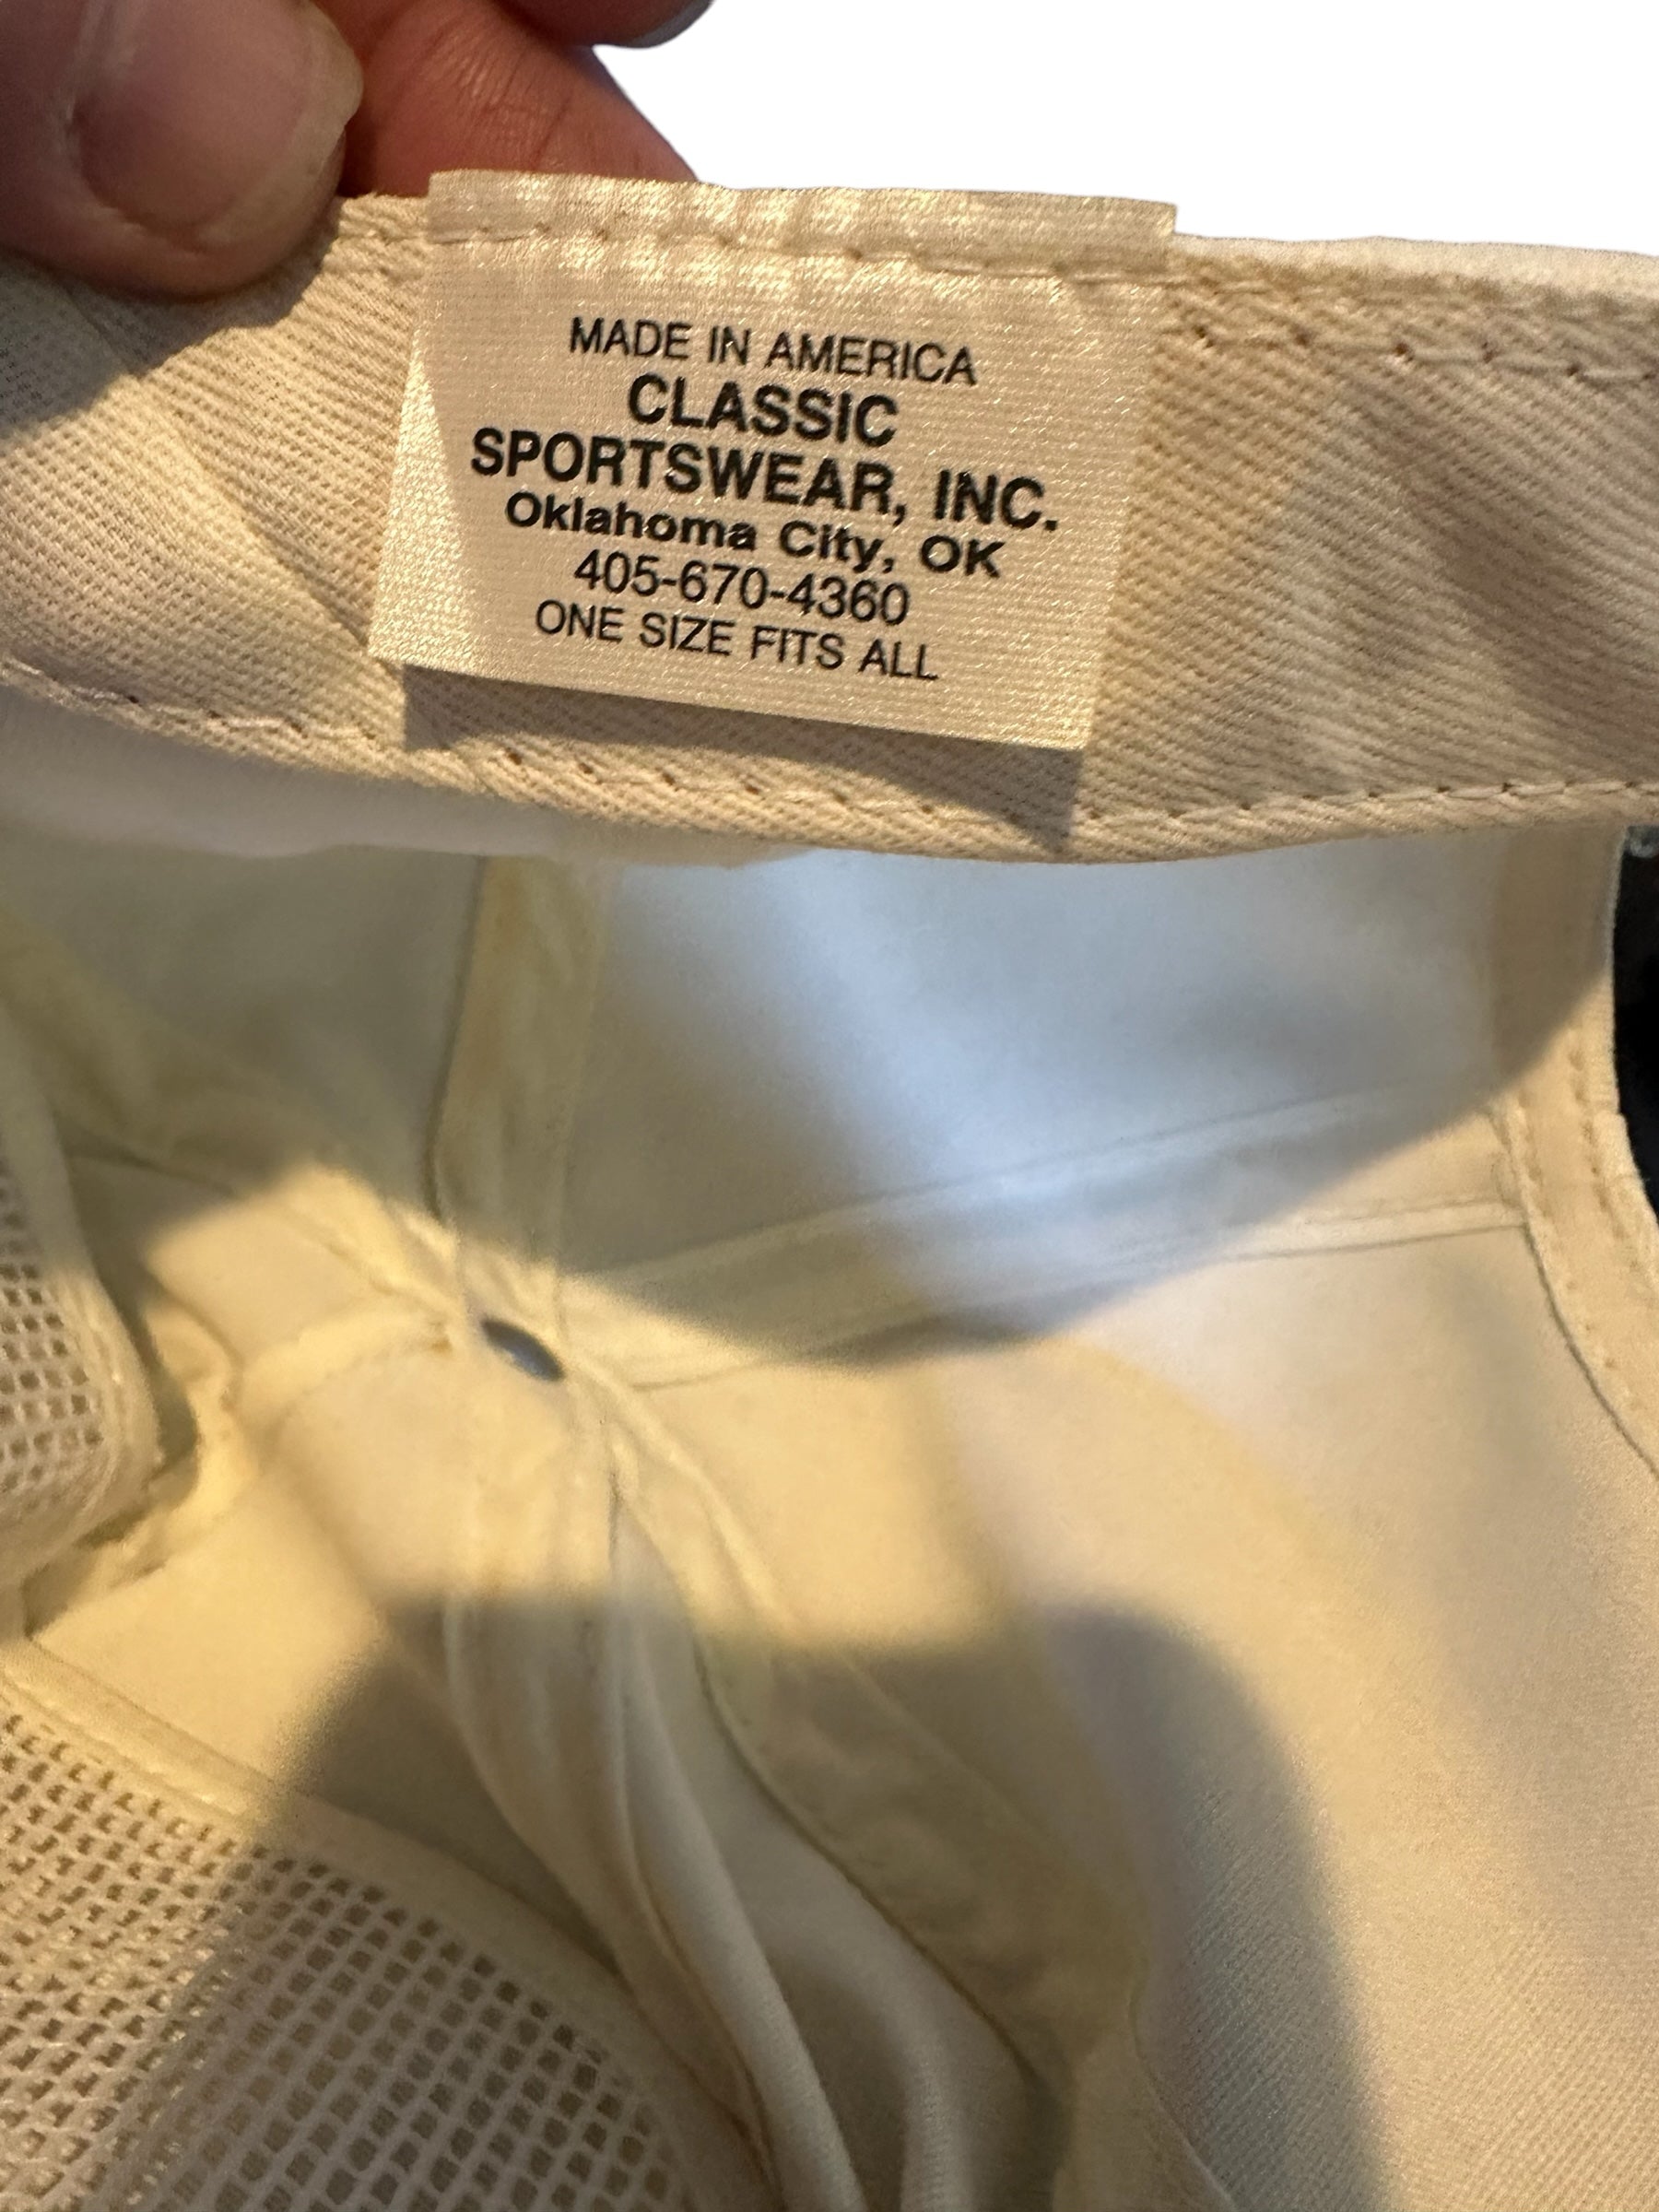 MADE IN AMERICA
CLASSIC
SPORTSWEAR, INC.
Oklahoma City, OK
405-670-4360
ONE SIZE FITS ALL